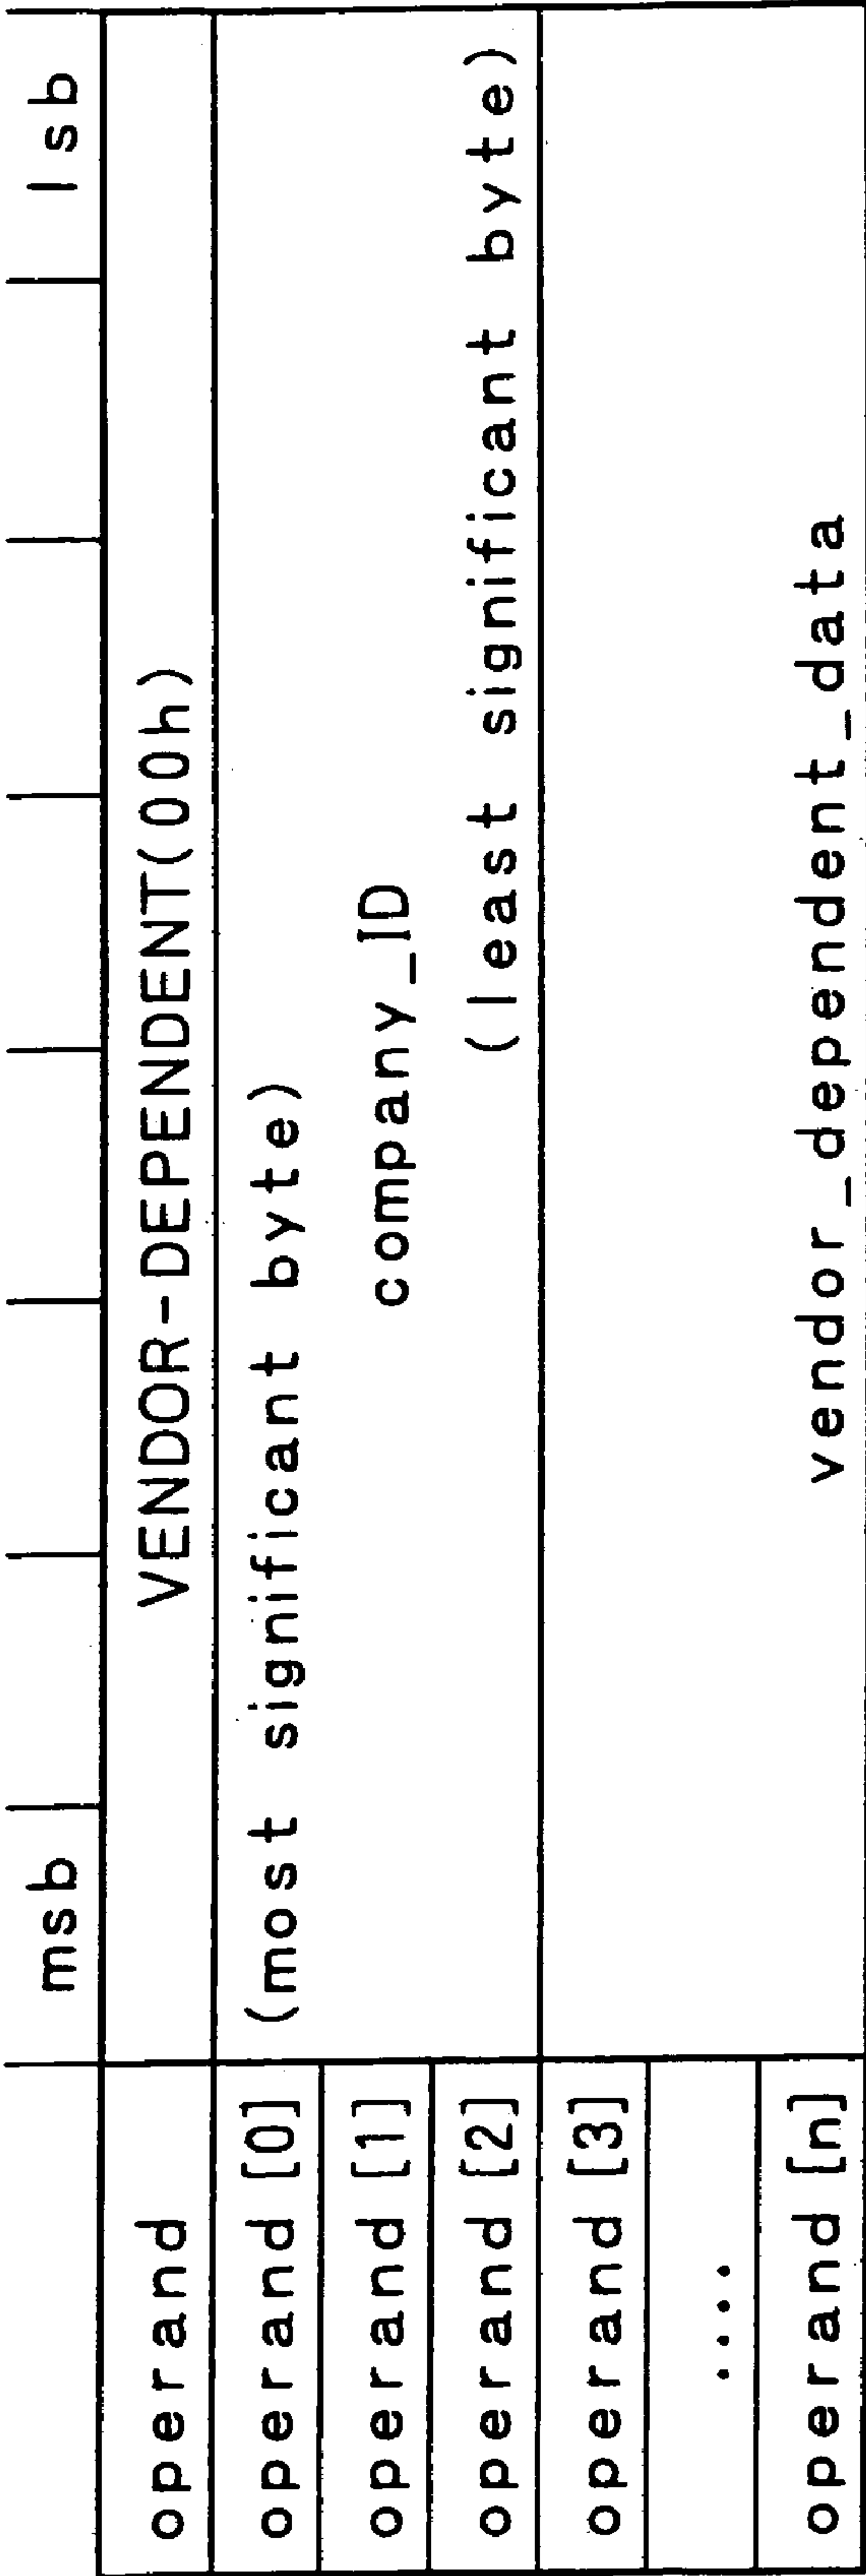 msb lsb
operand VENDOR-DEPENDENT(00h)
operand [0] (most significant byte)
operand [1] company_ID
operand [2] (least significant byte)
operand [3]
....
operand [n] vendor_dependent_data